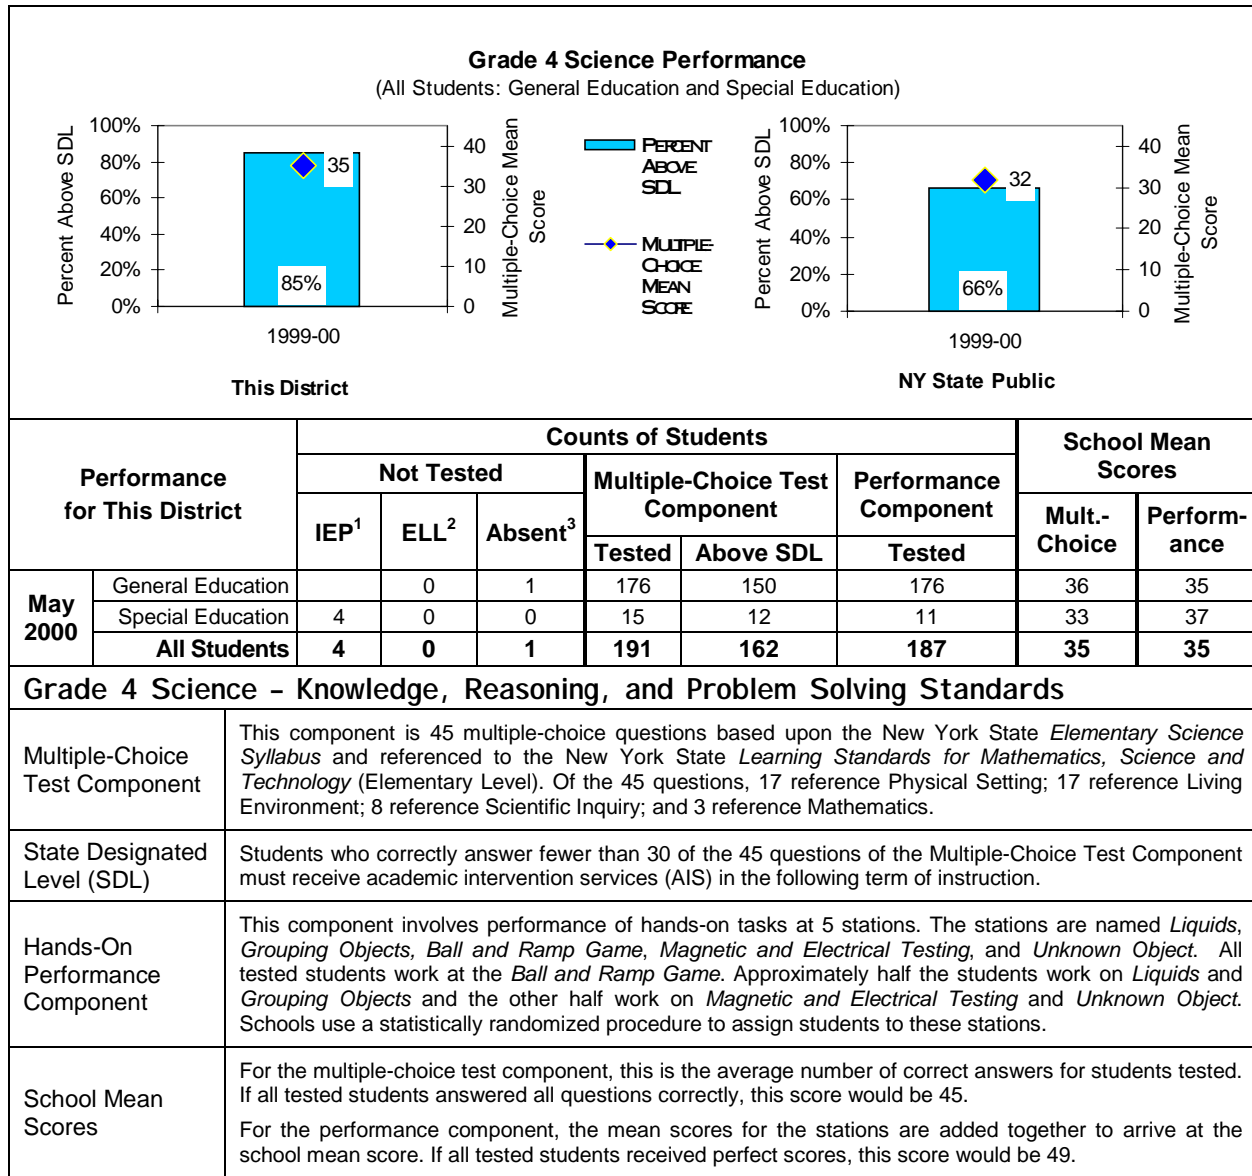 Grade 4 Science Performance
(All Students: General Education and Special Education)
Percent Above SDL
100%
80%
60%
40%
20%
0%
35
85%
1999-00
40
30
20
10
0
Multiple-Choice Mean
Score
This District
PERCENT
ABOVE
SDL
MULTIPLE-
CHOICE
MEAN
SCORE
Percent Above SDL
100%
80%
60%
40%
20%
0%
32
66%
1999-00
40
30
20
10
0
Multiple-Choice Mean
Score
NY State Public
Performance
for This District
Counts of Students
School Mean
Scores
Not Tested
Multiple-Choice Test
Component
Performance
Component
IEP1 ELL2 Absent3
Mult.-
Choice
Perform-
ance
Tested Above SDL Tested
May
2000
General Education 0 1 176 150 176 36 35
Special Education 4 0 0 15 12 11 33 37
All Students 4 0 1 191 162 187 35 35
Grade 4 Science – Knowledge, Reasoning, and Problem Solving Standards
Multiple-Choice
Test Component
This component is 45 multiple-choice questions based upon the New York State Elementary Science
Syllabus and referenced to the New York State Learning Standards for Mathematics, Science and
Technology (Elementary Level). Of the 45 questions, 17 reference Physical Setting; 17 reference Living
Environment; 8 reference Scientific Inquiry; and 3 reference Mathematics.
State Designated
Level (SDL)
Students who correctly answer fewer than 30 of the 45 questions of the Multiple-Choice Test Component
must receive academic intervention services (AIS) in the following term of instruction.
Hands-On
Performance
Component
This component involves performance of hands-on tasks at 5 stations. The stations are named Liquids,
Grouping Objects, Ball and Ramp Game, Magnetic and Electrical Testing, and Unknown Object. All
tested students work at the Ball and Ramp Game. Approximately half the students work on Liquids and
Grouping Objects and the other half work on Magnetic and Electrical Testing and Unknown Object.
Schools use a statistically randomized procedure to assign students to these stations.
School Mean
Scores
For the multiple-choice test component, this is the average number of correct answers for students tested.
If all tested students answered all questions correctly, this score would be 45.
For the performance component, the mean scores for the stations are added together to arrive at the
school mean score. If all tested students received perfect scores, this score would be 49.